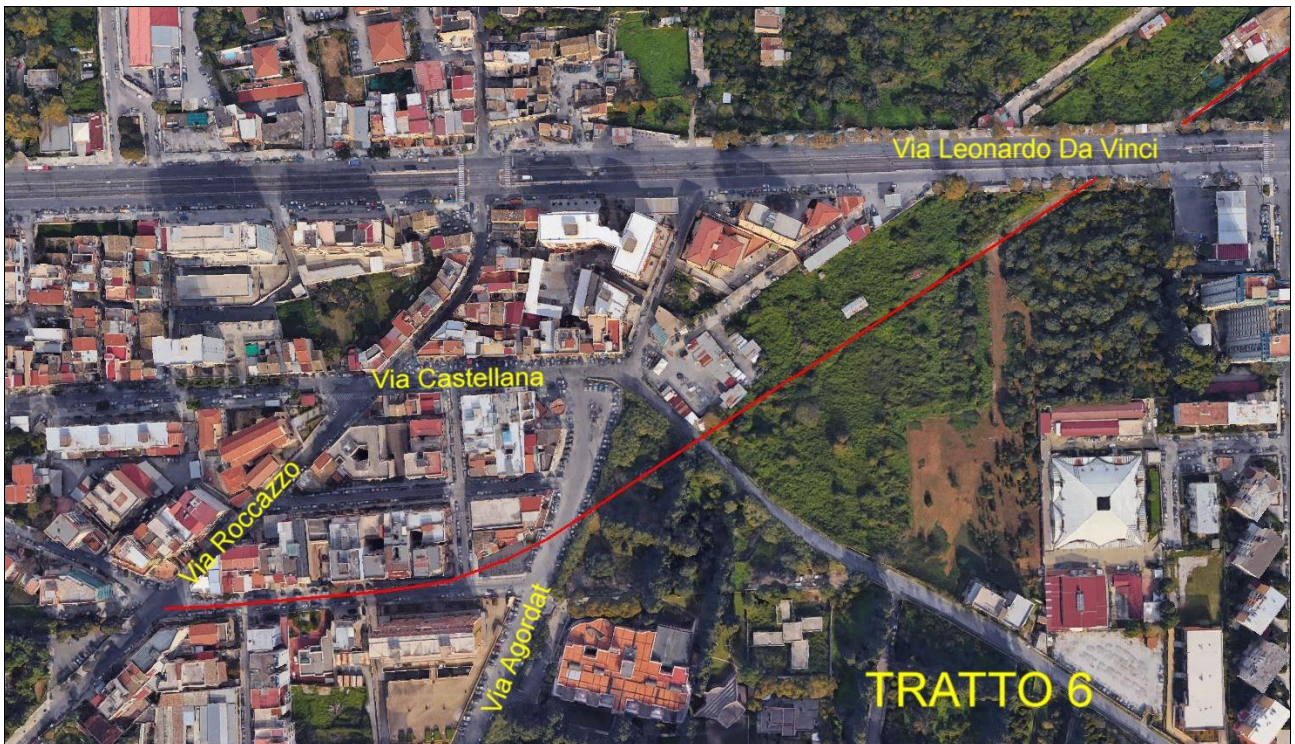 Via Leonardo Da Vinci
Via Castellana
Via Roccazzo
Via Agordat
TRATTO 6